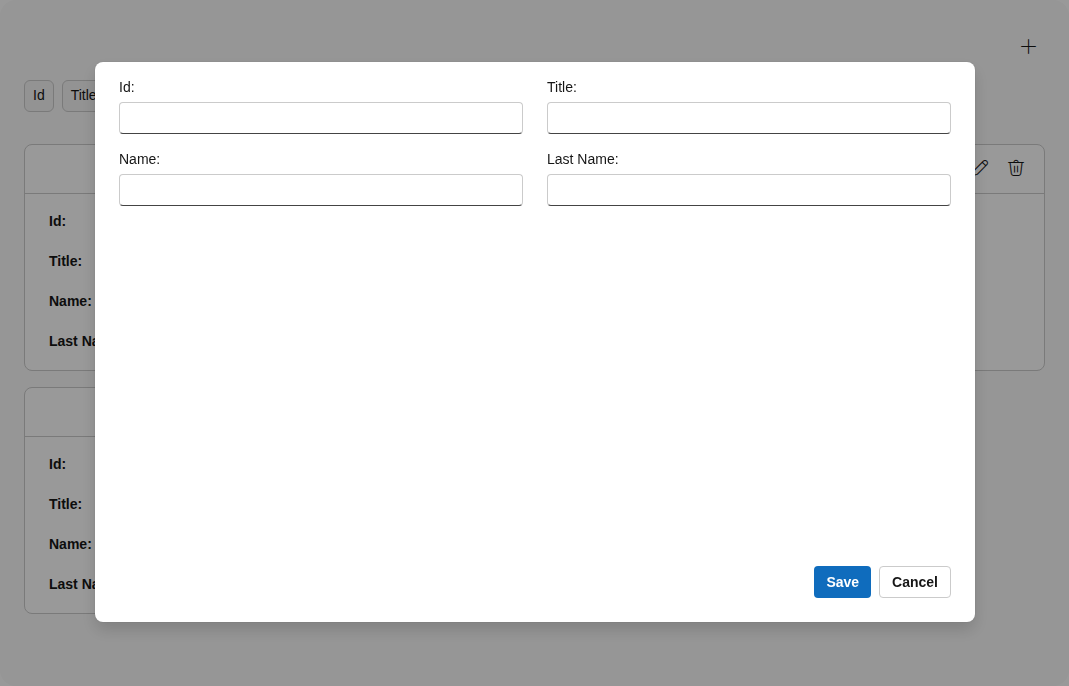 Id Title
Id: Title:
Name: Last Name:
Id:
Title:
Name:
Last Na
Id:
Title:
Name:
Last Na
Save Cancel